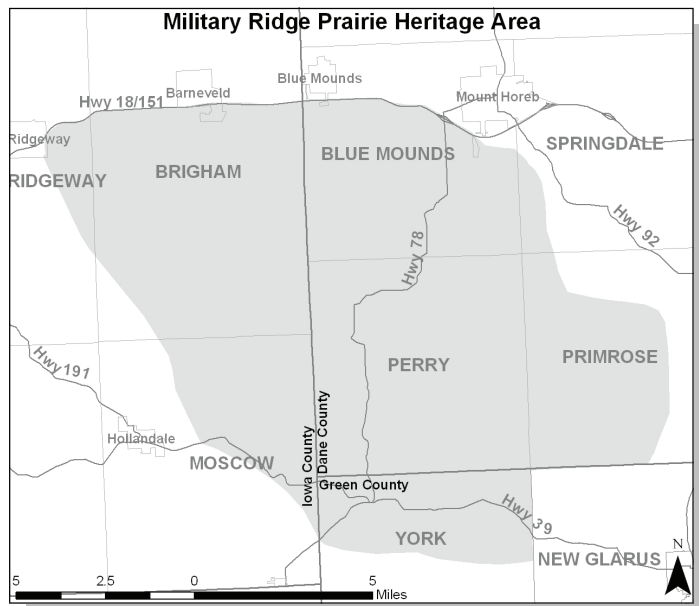 Military Ridge Prairie Heritage Area
Blue Mounds
Barneveld
Mount Horeb
Hwy 18/151
Ridgeway
SPRINGDALE
BLUE MOUNDS
BRIGHAM
RIDGEWAY
Hwy 92
Hwy 78
Hwy 191
PERRY
PRIMROSE
Hollandale
MOSCOW
Iowa County
Dane County
Green County
Hwy 39
YORK
NEW GLARUS
N
5 2.5 0 5
Miles